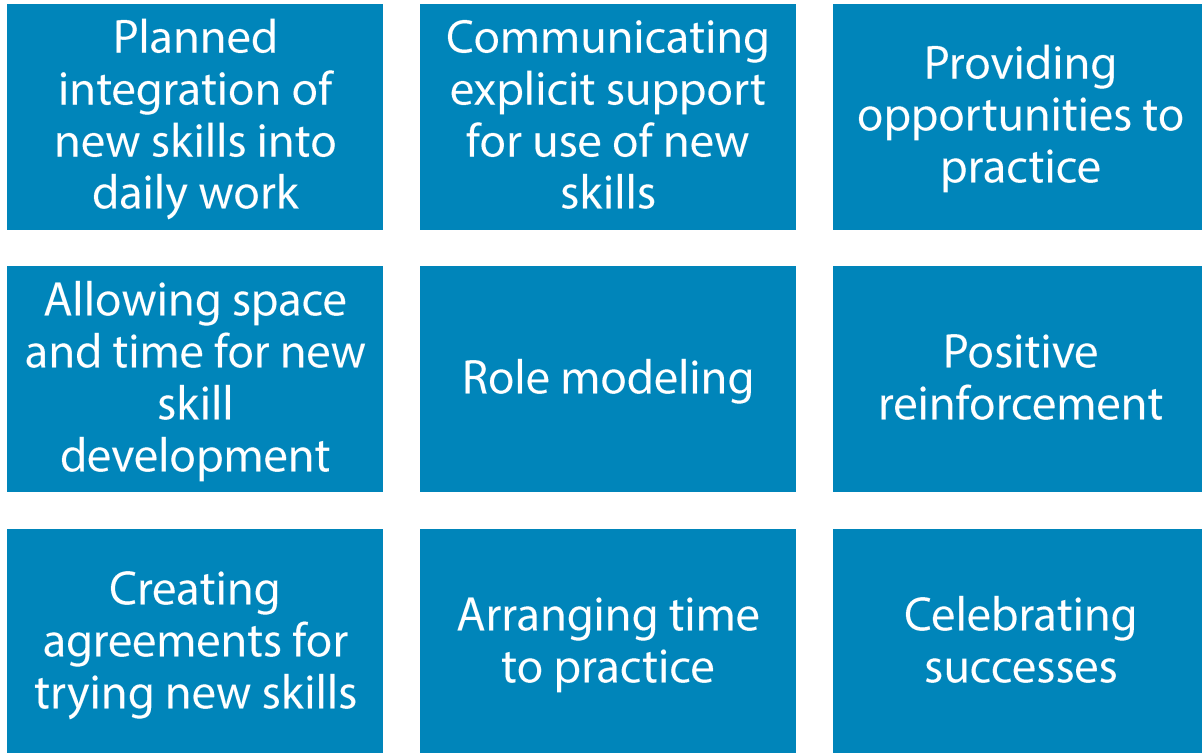 Planned
integration of
new skills into
daily work
Communicating
explicit support
for use of new
skills
Providing
opportunities to
practice
Allowing space
and time for new
skill
development
Role modeling
Positive
reinforcement
Creating
agreements for
trying new skills
Arranging time
to practice
Celebrating
successes